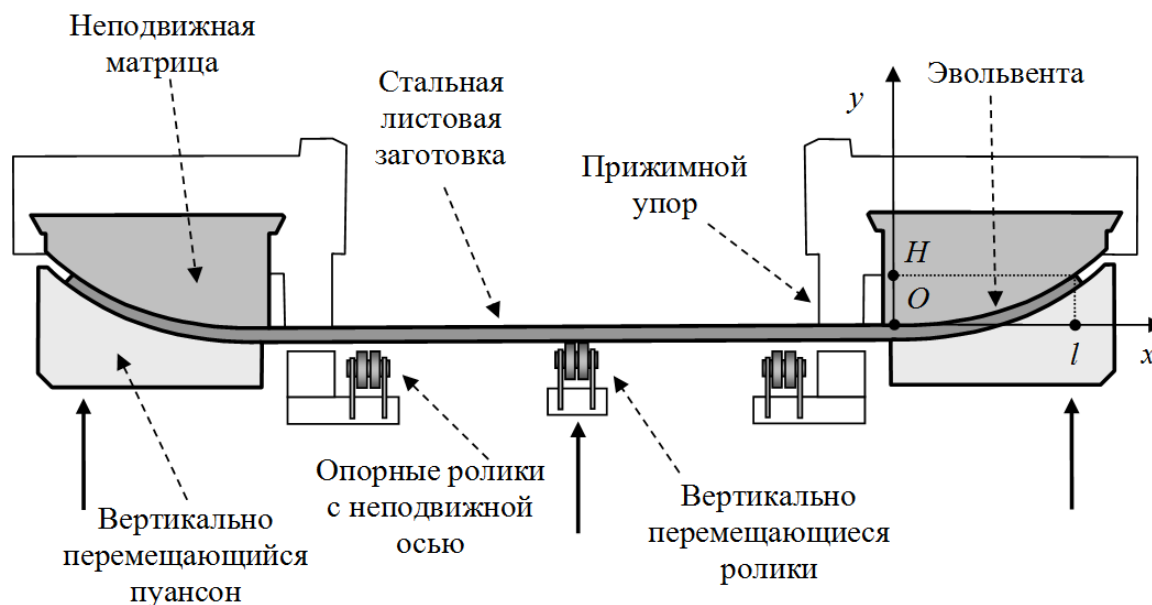 Неподвижная
матрица
Стальная
листовая
заготовка
Прижимной
упор
Эвольвента
y
H
O
l
x
Опорные ролики
с неподвижной
осью
Вертикально
перемещающийся
пуансон
Вертикально
перемещающиеся
ролики